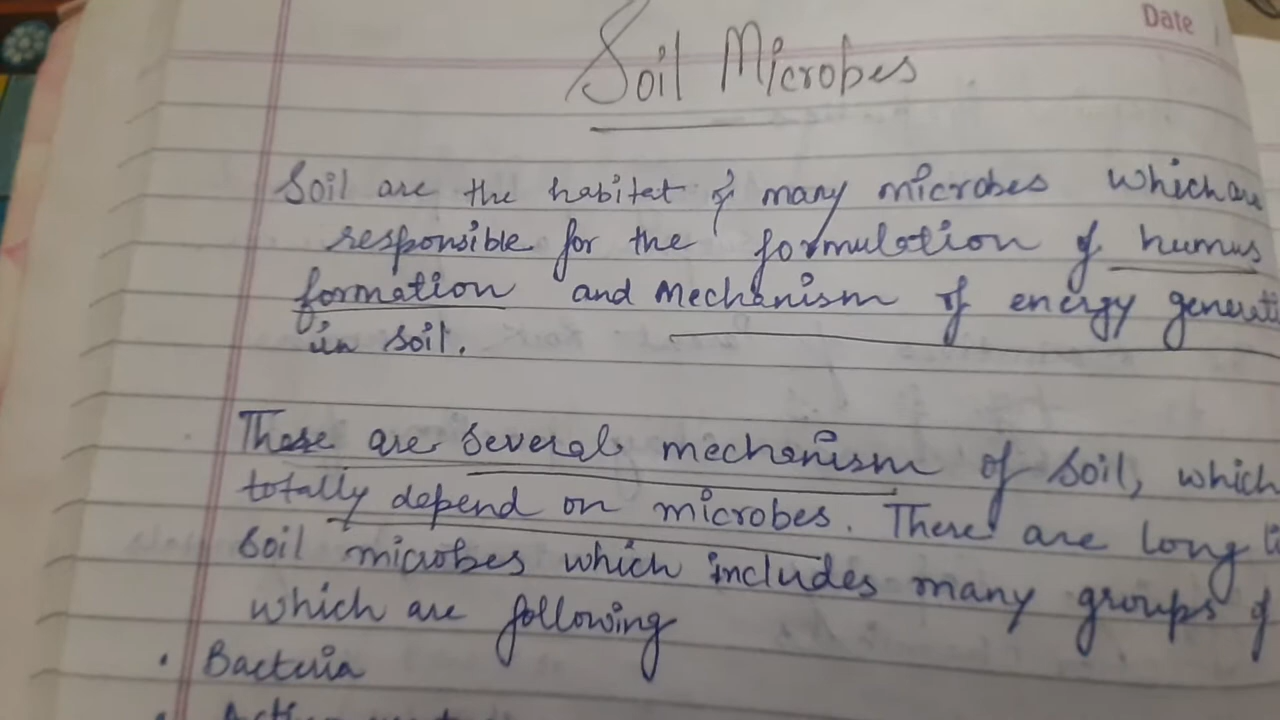 Date
Soil Microbes
Soil are the habitat of many microbes which are
responsible for the formulation of humus
formation and Mechanism of energy generati
in soil.
These are several mechanism of soil, which
totally depend on microbes. There are long li
soil microbes which includes many groups of
which are following
• Bacteria